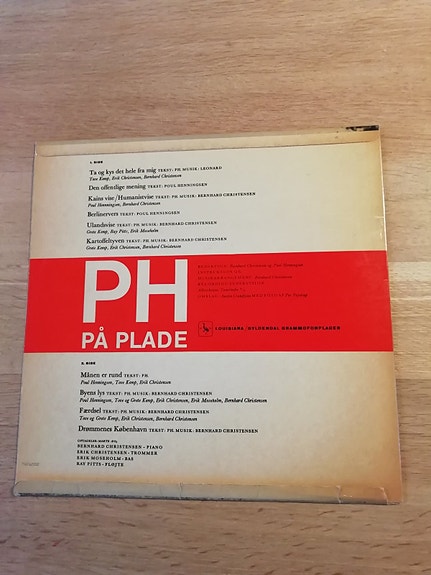 1. SIDE
Ta og kys det hele fra mig TEKST: PH MUSIK: LEONARD
Tove Kemp, Erik Christensen, Bernhard Christensen
Den offentlige mening TEKST: POUL HENNINGSEN
Kains vise/Humanistvise TEKST: PH MUSIK: BERNHARD CHRISTENSEN
Poul Henningsen, Bernhard Christensen
Berlinervers TEKST: POUL HENNINGSEN
Ulandsvise TEKST: PH MUSIK: BERNHARD CHRISTENSEN
Grete Kemp, Ray Pitts, Erik Moseholm
Kartoffeltyven TEKST: PH MUSIK: BERNHARD CHRISTENSEN
Grete Kemp, Erik Christensen, Bernhard Christensen
PH
PÅ PLADE
LOUISIANA/GYLDENDAL GRAMMOFONPLADER
2. SIDE
Månen er rund TEKST: PH.
Poul Henningsen, Tove Kemp, Erik Christensen
Byens lys TEKST: PH MUSIK: BERNHARD CHRISTENSEN
Poul Henningsen, Tove og Grete Kemp, Erik Christensen, Erik Moseholm, Bernhard Christensen
Færdsel TEKST: PH MUSIK: BERNHARD CHRISTENSEN
Tove og Grete Kemp, Erik Christensen, Bernhard Christensen
Drømmenes København TEKST: PH MUSIK: BERNHARD CHRISTENSEN
BERNHARD CHRISTENSEN - PIANO
ERIK CHRISTENSEN - TROMMER
ERIK MOSEHOLM - BAS
RAY PITTS - FLØJTE